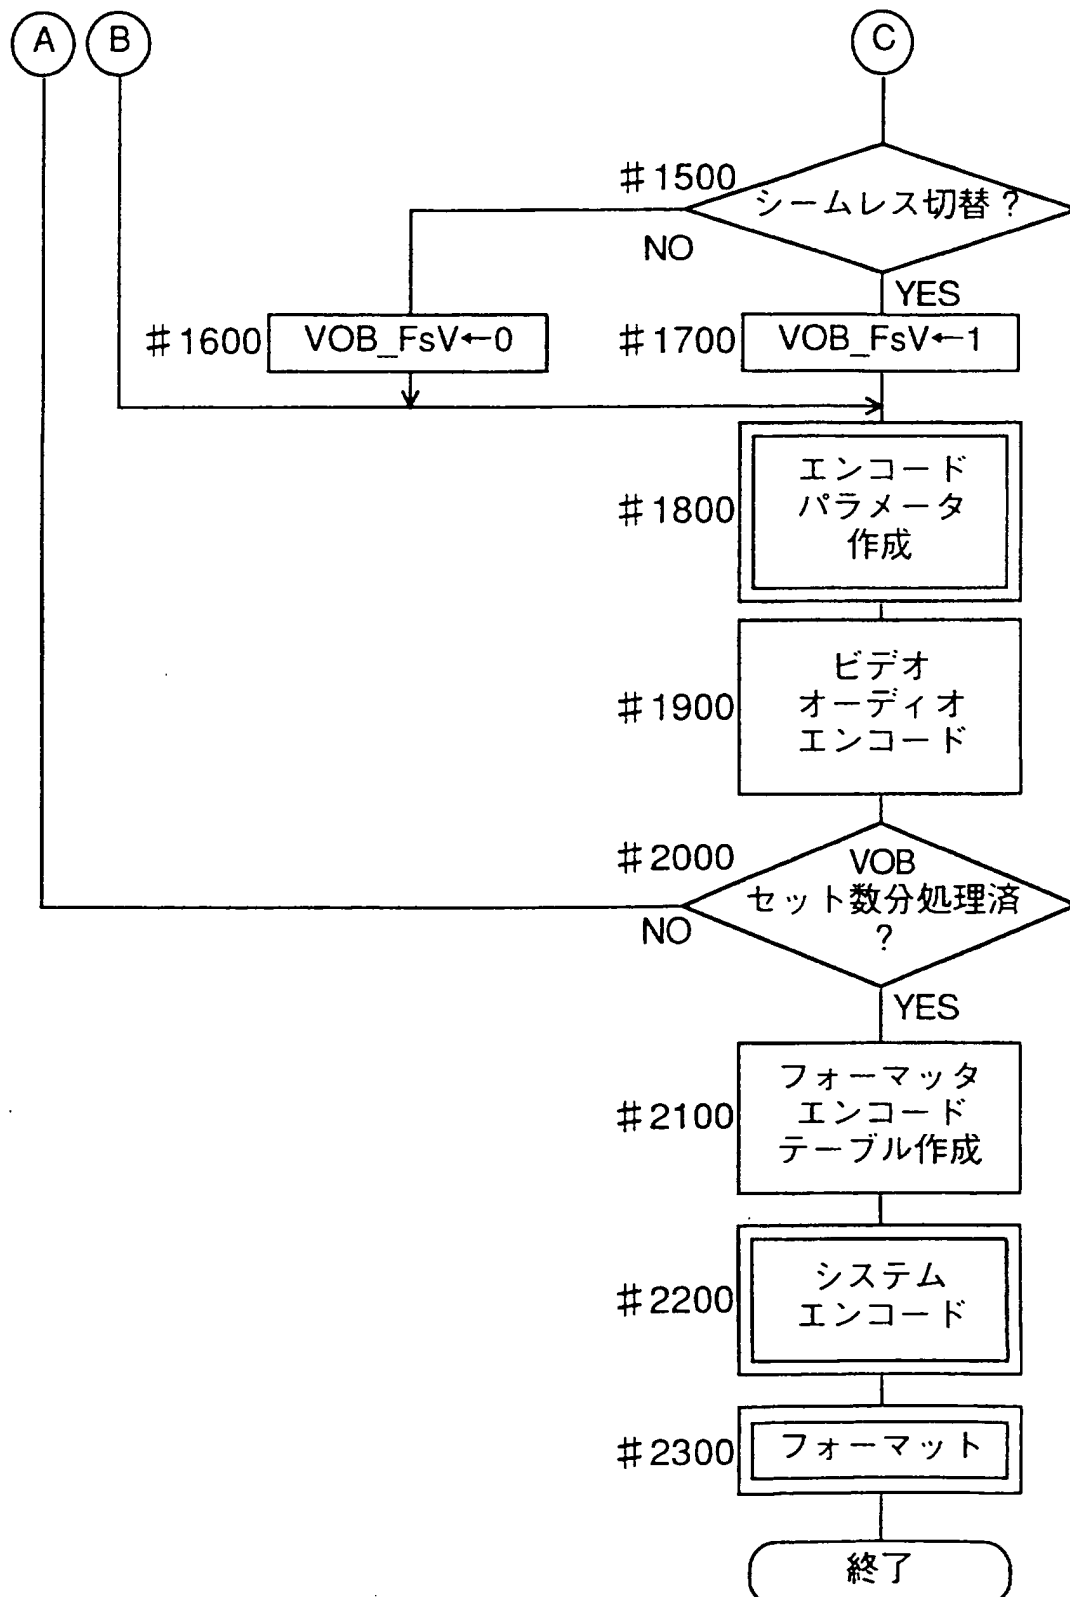 A B C
#1500
シームレス切替?
NO
YES
#1600 VOB_FsV←0
#1700 VOB_FsV←1
#1800
エンコード
パラメータ
作成
#1900
ビデオ
オーディオ
エンコード
#2000
VOB
セット数分処理済
?
NO
YES
#2100
フォーマッタ
エンコード
テーブル作成
#2200
システム
エンコード
#2300 フォーマット
終了